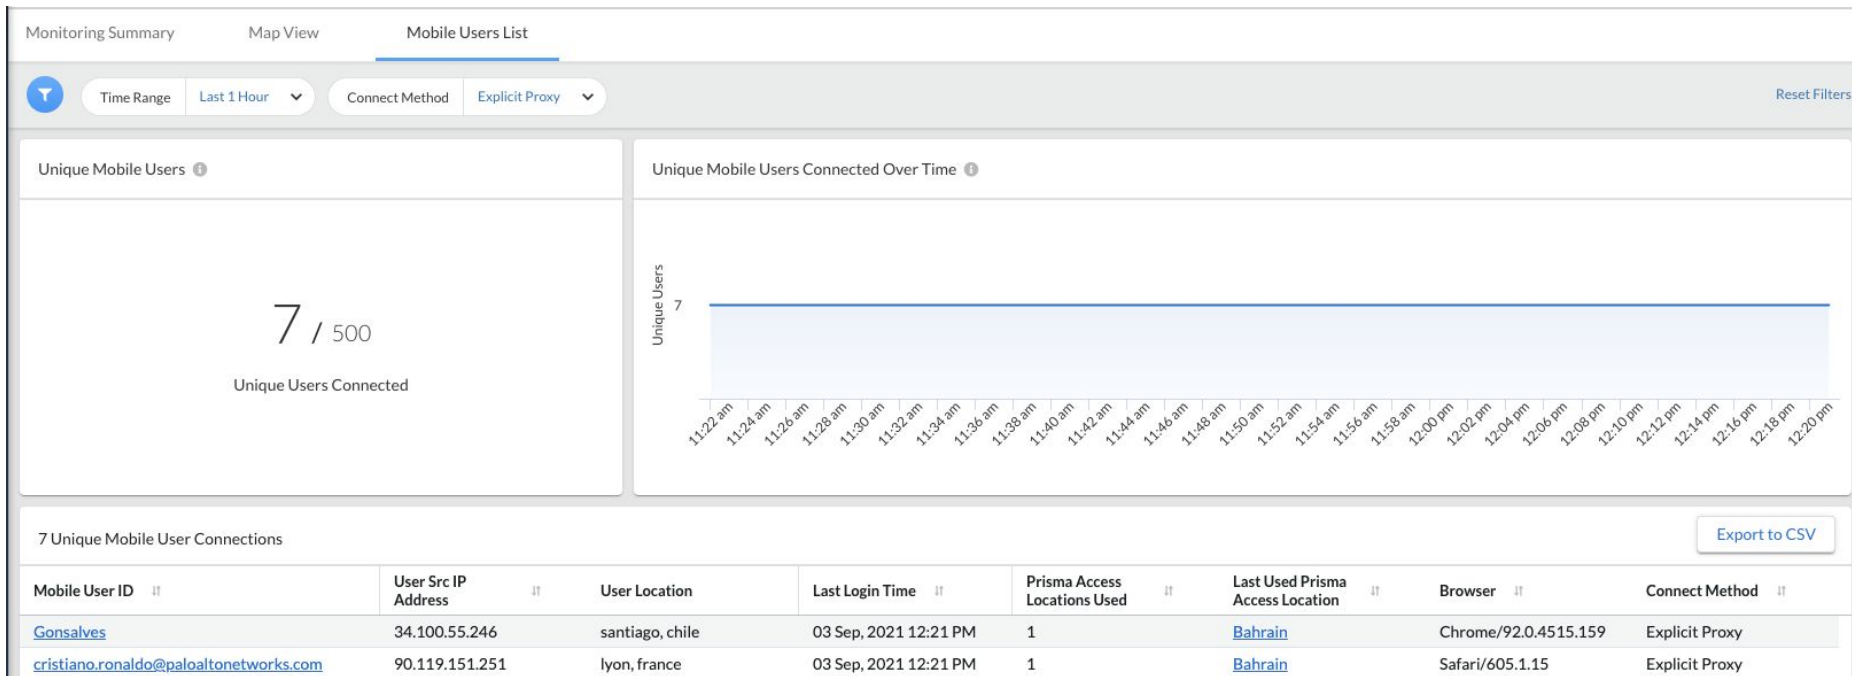 Monitoring Summary Map View Mobile Users List
Time Range Last 1 Hour Connect Method Explicit Proxy Reset Filters
Unique Mobile Users
7 / 500
Unique Users Connected
Unique Mobile Users Connected Over Time
Unique Users
7
11:22 am 11:24 am 11:26 am 11:28 am 11:30 am 11:32 am 11:34 am 11:36 am 11:38 am 11:40 am 11:42 am 11:44 am 11:46 am 11:48 am 11:50 am 11:52 am 11:54 am 11:56 am 11:58 am 12:00 pm 12:02 pm 12:04 pm 12:06 pm 12:08 pm 12:10 pm 12:12 pm 12:14 pm 12:16 pm 12:18 pm 12:20 pm
7 Unique Mobile User Connections Export to CSV
Mobile User ID User Src IP Address User Location Last Login Time Prisma Access Locations Used Last Used Prisma Access Location Browser Connect Method
Gonsalves 34.100.55.246 santiago, chile 03 Sep, 2021 12:21 PM 1 Bahrain Chrome/92.0.4515.159 Explicit Proxy
cristiano.ronaldo@paloaltonetworks.com 90.119.151.251 lyon, france 03 Sep, 2021 12:21 PM 1 Bahrain Safari/605.1.15 Explicit Proxy